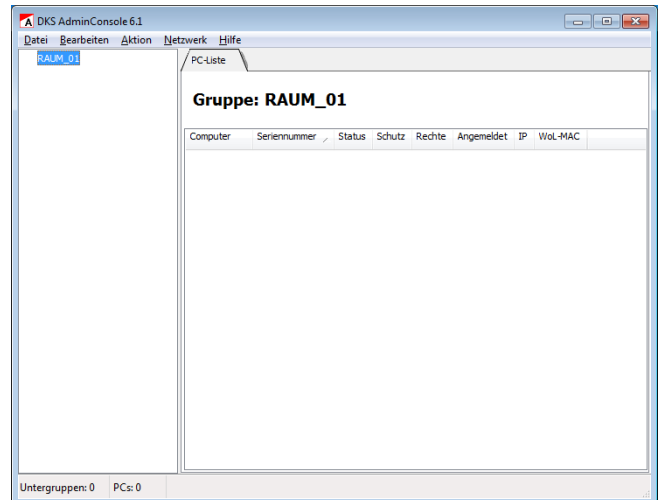 DKS AdminConsole 6.1
Datei Bearbeiten Aktion Netzwerk Hilfe
RAUM_01
PC-Liste
Gruppe: RAUM_01
Computer Seriennummer Status Schutz Rechte Angemeldet IP WoL-MAC
Untergruppen: 0 PCs: 0